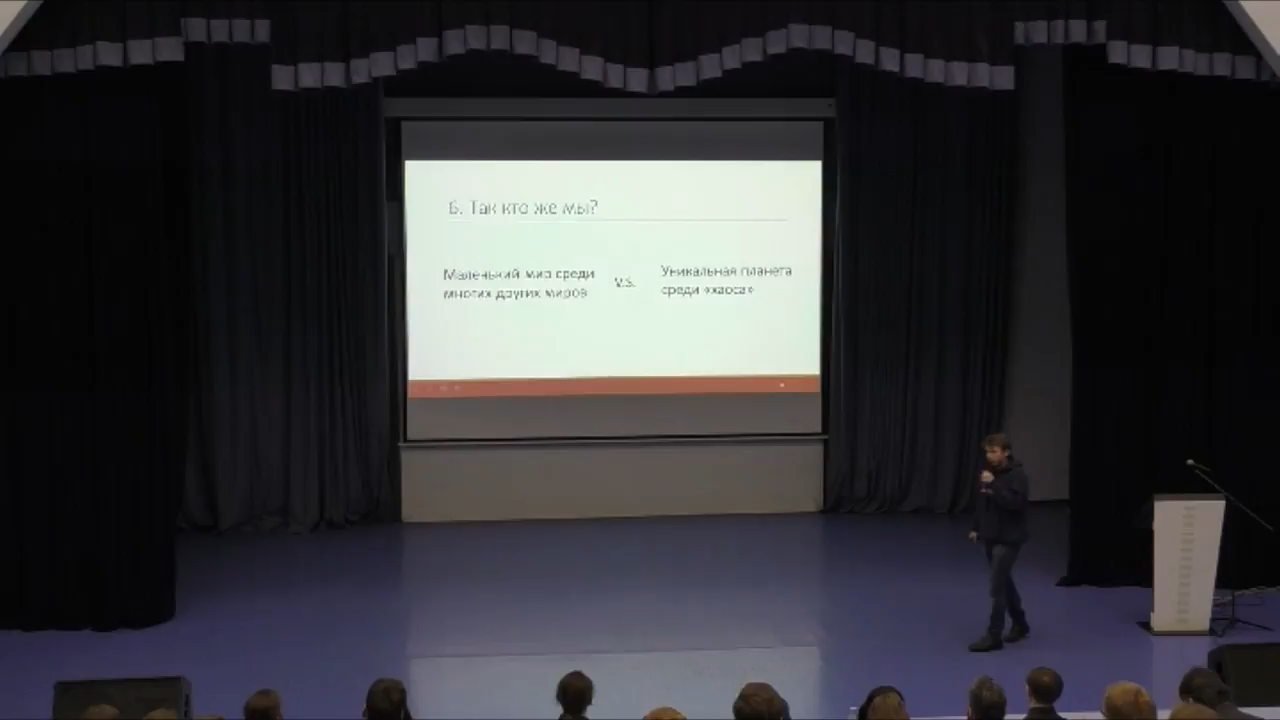 6. Так кто же мы?
Маленький мир среди
многих других миров
v.s.
Уникальная планета
среди «хаоса»